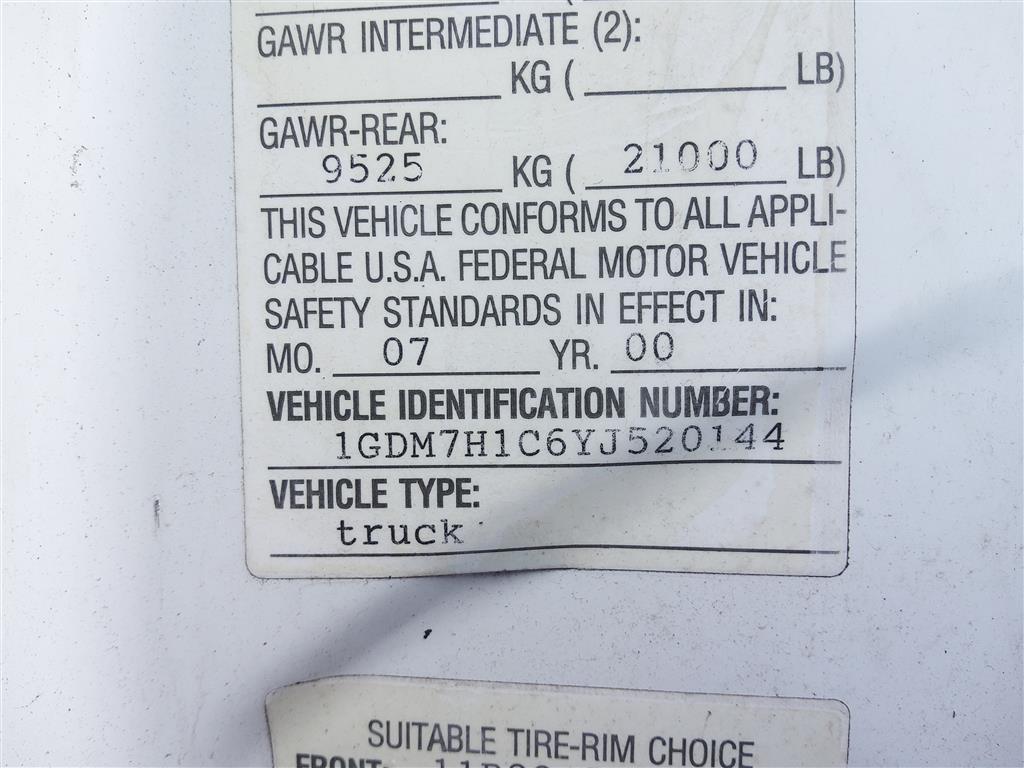 GAWR INTERMEDIATE (2):
KG ( LB)
GAWR-REAR:
9525 KG ( 21000 LB)
THIS VEHICLE CONFORMS TO ALL APPLI-
CABLE U.S.A. FEDERAL MOTOR VEHICLE
SAFETY STANDARDS IN EFFECT IN:
MO. 07 YR. 00
VEHICLE IDENTIFICATION NUMBER:
1GDM7H1C6YJ520144
VEHICLE TYPE:
truck
SUITABLE TIRE-RIM CHOICE
FRONT: